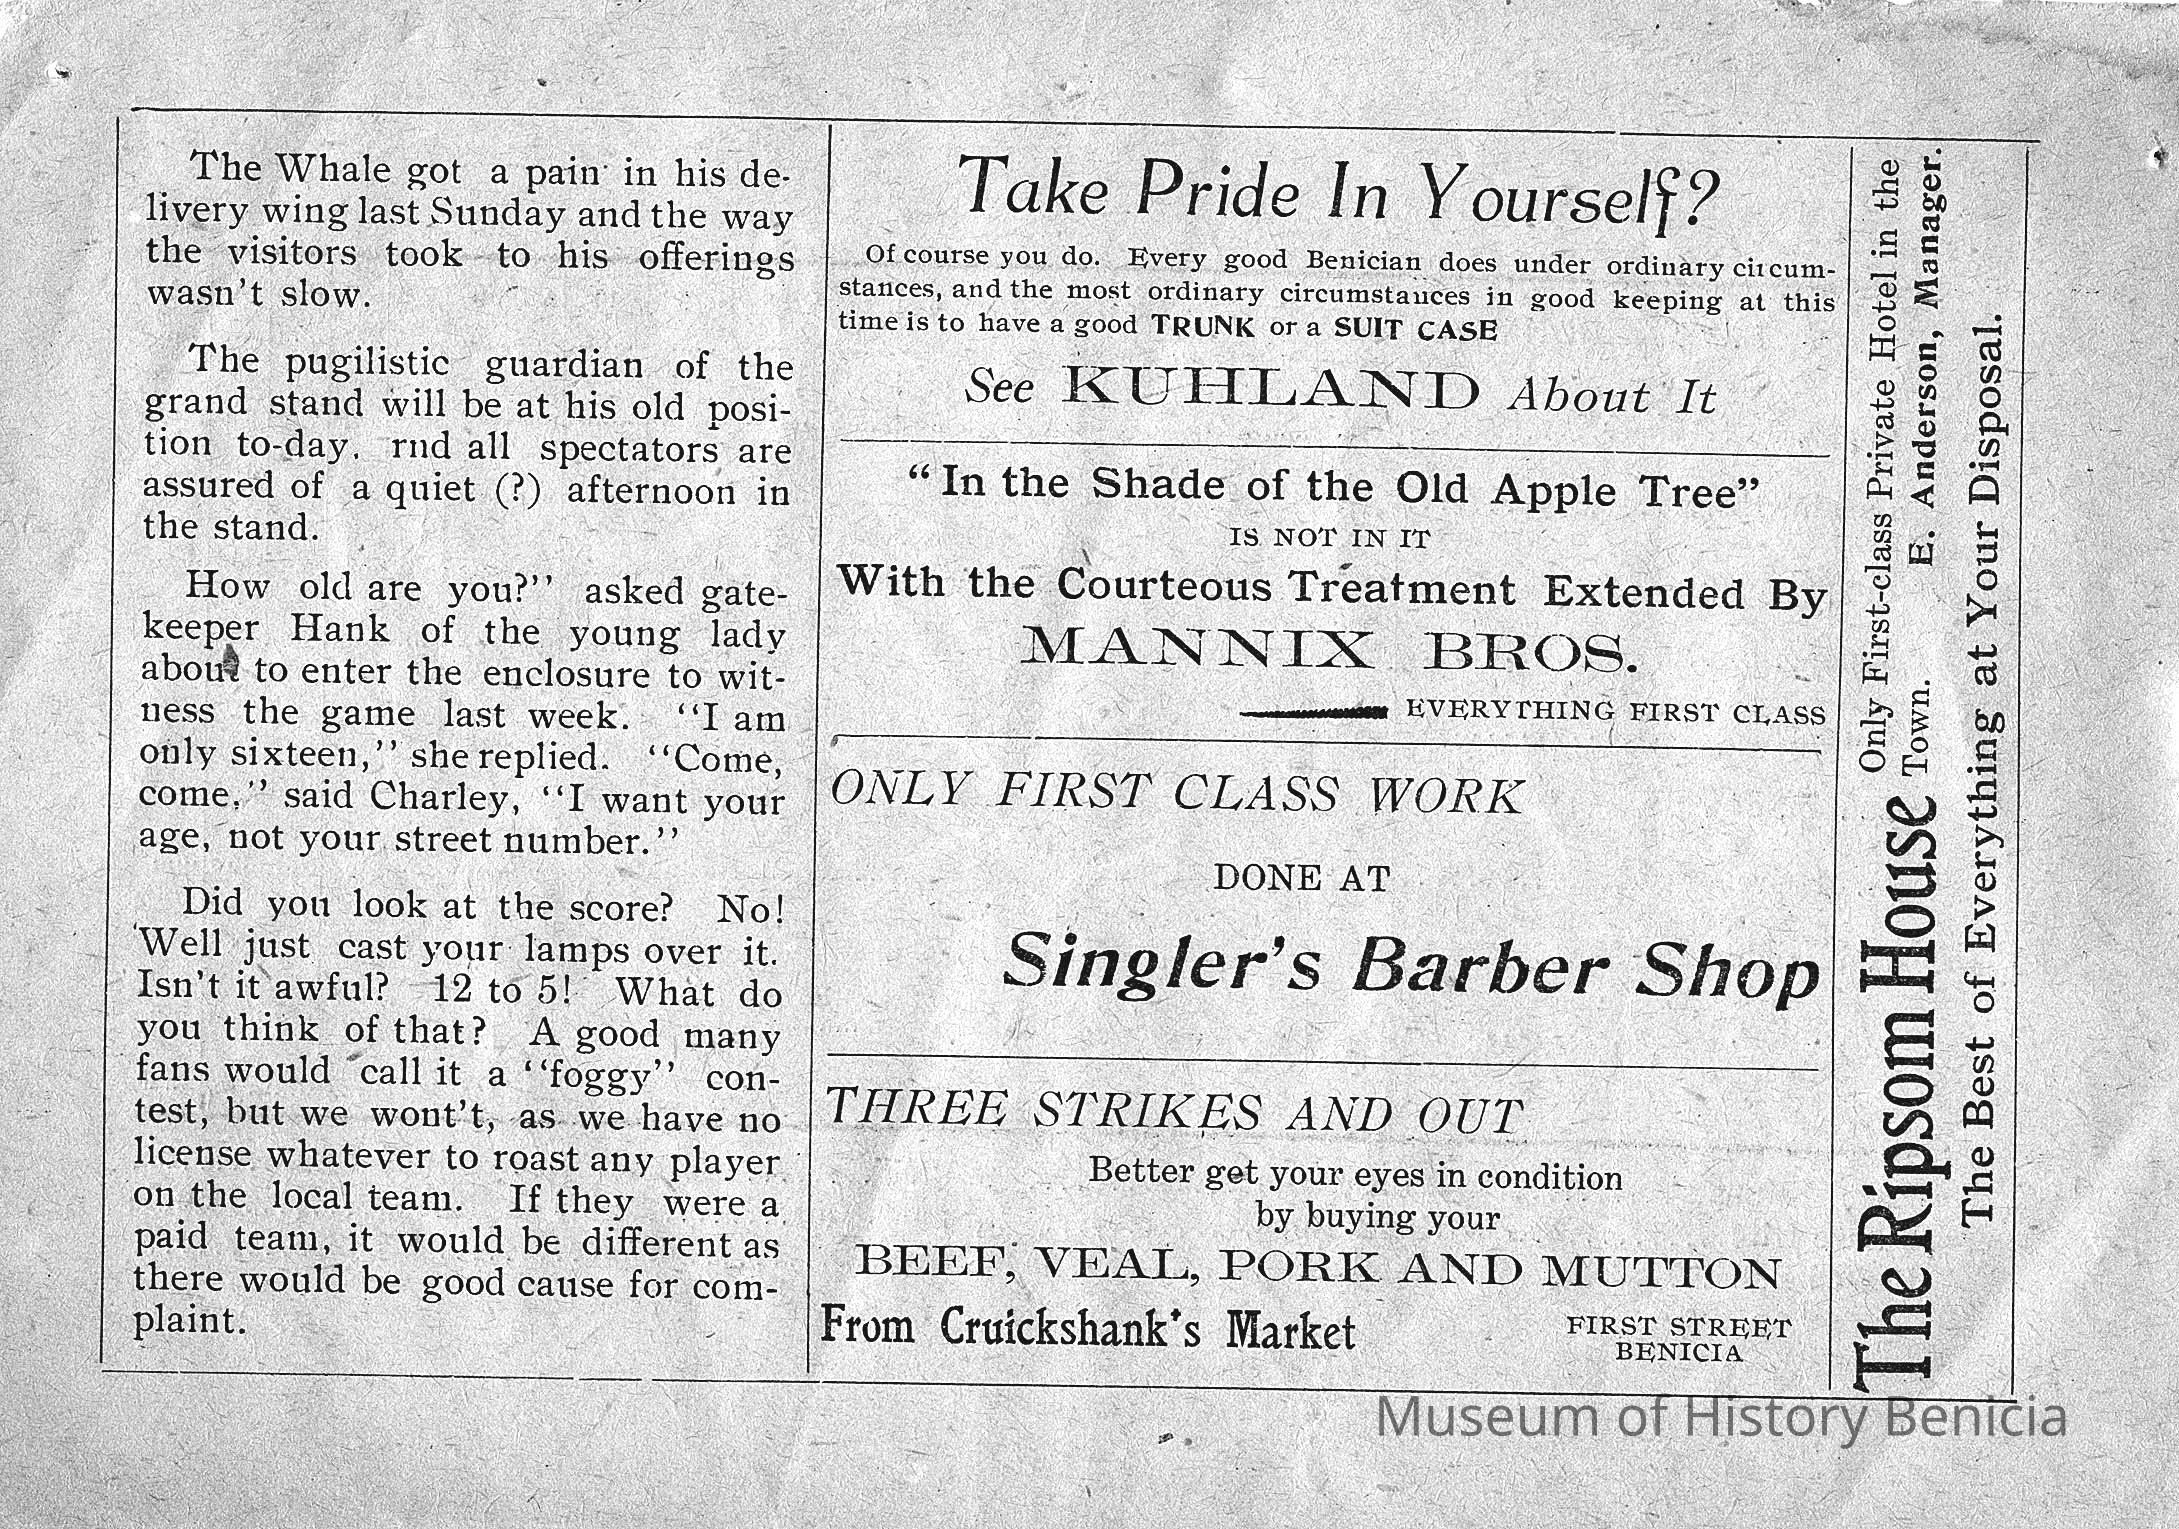 The Whale got a pain in his de-
livery wing last Sunday and the way
the visitors took to his offerings
wasn't slow.
The pugilistic guardian of the
grand stand will be at his old posi-
tion to-day. rnd all spectators are
assured of a quiet (?) afternoon in
the stand.
How old are you?'' asked gate-
keeper Hank of the young lady
about to enter the enclosure to wit-
ness the game last week. ''I am
only sixteen,'' she replied. ''Come,
come,'' said Charley, ''I want your
age, not your street number.''
Did you look at the score? No!
Well just cast your lamps over it.
Isn't it awful? 12 to 5! What do
you think of that? A good many
fans would call it a ''foggy'' con-
test, but we wont't, as we have no
license whatever to roast any player
on the local team. If they were a
paid team, it would be different as
there would be good cause for com-
plaint.
Take Pride In Yourself?
Of course you do. Every good Benician does under ordinary circum-
stances, and the most ordinary circumstances in good keeping at this
time is to have a good TRUNK or a SUIT CASE
See KUHLAND About It
"In the Shade of the Old Apple Tree"
IS NOT IN IT
With the Courteous Treatment Extended By
MANNIX BROS.
EVERYTHING FIRST CLASS
ONLY FIRST CLASS WORK
DONE AT
Singler's Barber Shop
THREE STRIKES AND OUT
Better get your eyes in condition
by buying your
BEEF, VEAL, PORK AND MUTTON
From Cruickshank's Market
FIRST STREET
BENICIA
The Ripsom House
Only First-class Private Hotel in the
Town. E. Anderson, Manager.
The Best of Everything at Your Disposal.
Museum of History Benicia